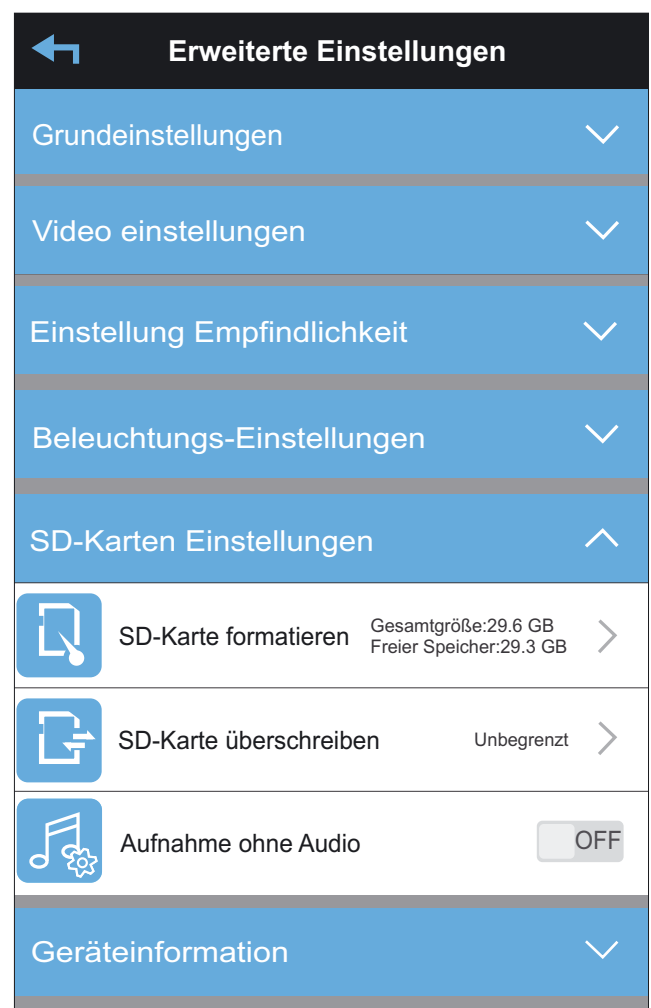 Erweiterte Einstellungen
Grundeinstellungen
Video einstellungen
Einstellung Empfindlichkeit
Beleuchtungs-Einstellungen
SD-Karten Einstellungen
SD-Karte formatieren
Gesamtgröße:29.6 GB
Freier Speicher:29.3 GB
SD-Karte überschreiben Unbegrenzt
Aufnahme ohne Audio OFF
Geräteinformation